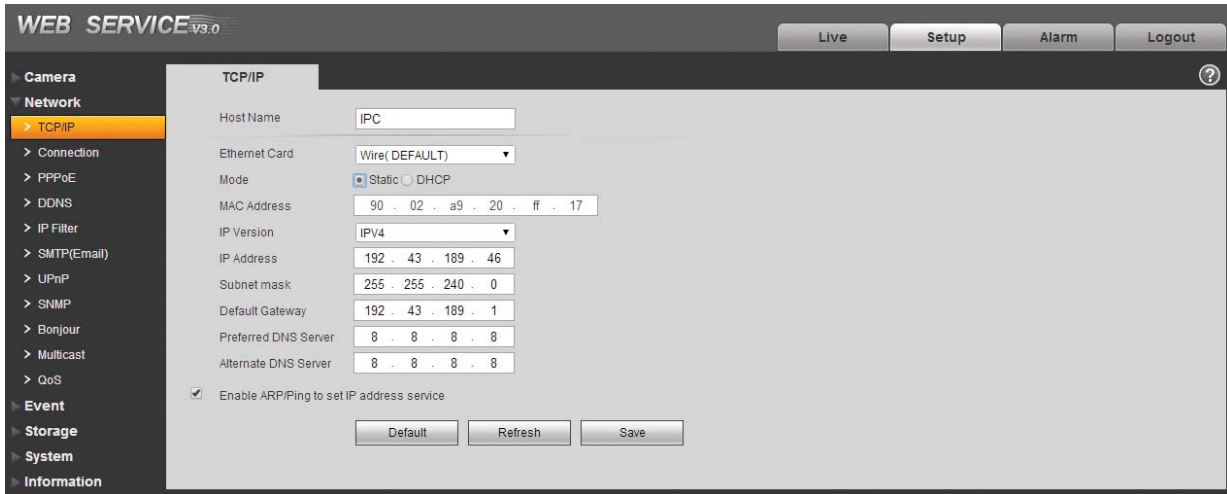 WEB SERVICE V3.0
Live Setup Alarm Logout
Camera
Network
> TCP/IP
> Connection
> PPPoE
> DDNS
> IP Filter
> SMTP(Email)
> UPnP
> SNMP
> Bonjour
> Multicast
> QoS
Event
Storage
System
Information
TCP/IP ?
Host Name IPC
Ethernet Card Wire( DEFAULT)
Mode Static DHCP
MAC Address 90 . 02 . a9 . 20 . ff . 17
IP Version IPV4
IP Address 192 . 43 . 189 . 46
Subnet mask 255 . 255 . 240 . 0
Default Gateway 192 . 43 . 189 . 1
Preferred DNS Server 8 . 8 . 8 . 8
Alternate DNS Server 8 . 8 . 8 . 8
Enable ARP/Ping to set IP address service
Default Refresh Save